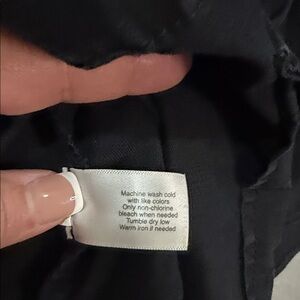 Machine wash cold
with like colors
Only non-chlorine
bleach when needed
Tumble dry low
Warm iron if needed